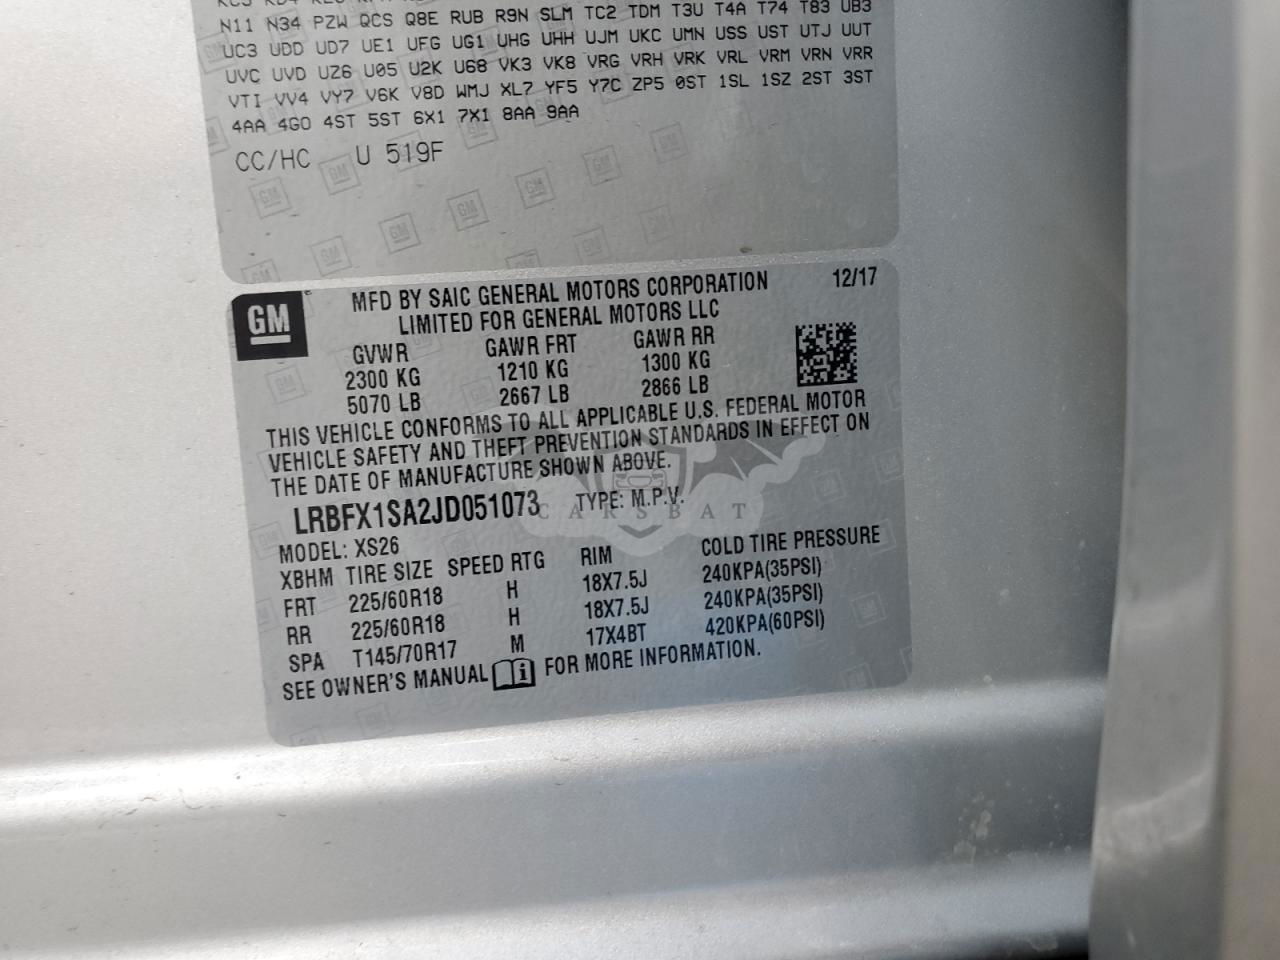 N11 N34 PZW QCS Q8E RUB R9N SLM TC2 TDM T3U T4A T74 T83 UB3
UC3 UDD UD7 UE1 UFG UG1 UHG UHH UJM UKC UMN USS UST UTJ UUT
UVC UVD UZ6 U05 U2K U68 VK3 VK8 VRG VRH VRK VRL VRM VRN VRR
VTI VV4 VY7 V6K V8D WMJ XL7 YF5 Y7C ZP5 0ST 1SL 1SZ 2ST 3ST
4AA 4G0 4ST 5ST 6X1 7X1 8AA 9AA
CC/HC U 519F
GM
MFD BY SAIC GENERAL MOTORS CORPORATION 12/17
LIMITED FOR GENERAL MOTORS LLC
GVWR GAWR FRT GAWR RR
2300 KG 1210 KG 1300 KG
5070 LB 2667 LB 2866 LB
THIS VEHICLE CONFORMS TO ALL APPLICABLE U.S. FEDERAL MOTOR
VEHICLE SAFETY AND THEFT PREVENTION STANDARDS IN EFFECT ON
THE DATE OF MANUFACTURE SHOWN ABOVE.
LRBFX1SA2JD051073 TYPE: M.P.V.
CARSBAT
MODEL: XS26
XBHM TIRE SIZE SPEED RTG RIM COLD TIRE PRESSURE
FRT 225/60R18 H 18X7.5J 240KPA(35PSI)
RR 225/60R18 H 18X7.5J 240KPA(35PSI)
SPA T145/70R17 M 17X4BT 420KPA(60PSI)
SEE OWNER'S MANUAL FOR MORE INFORMATION.